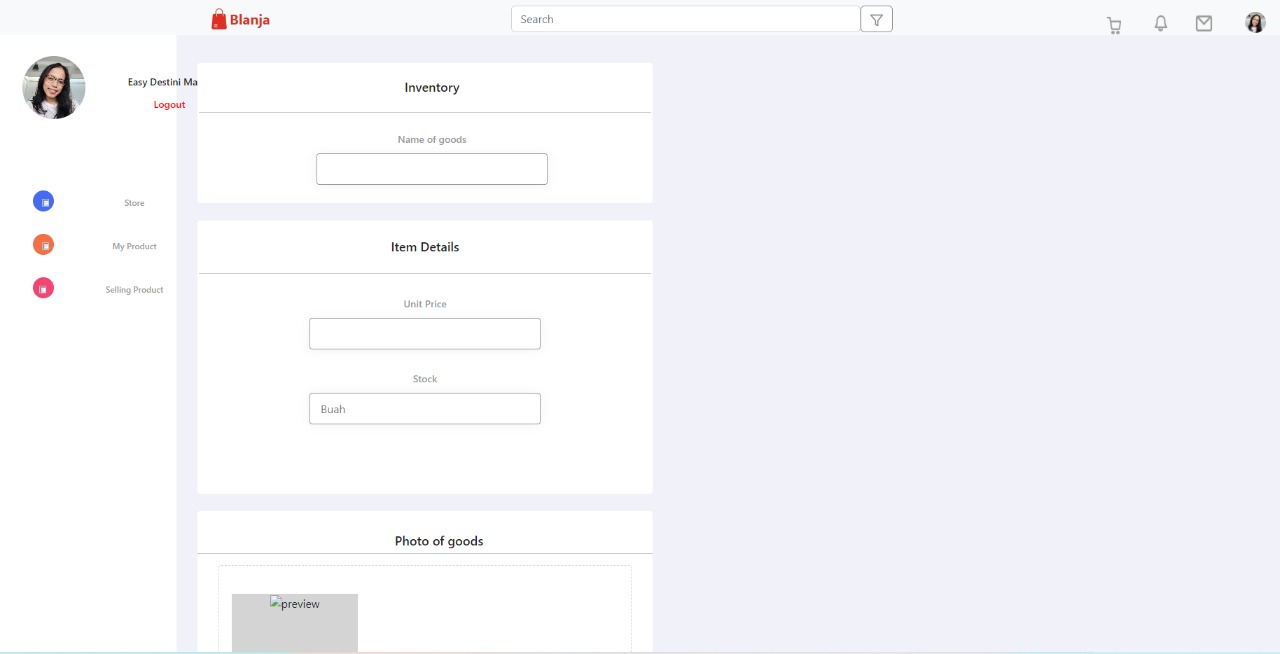 Blanja
Search
Easy Destini Ma
Logout
Store
My Product
Selling Product
Inventory
Name of goods
Item Details
Unit Price
Stock
Buah
Photo of goods
preview